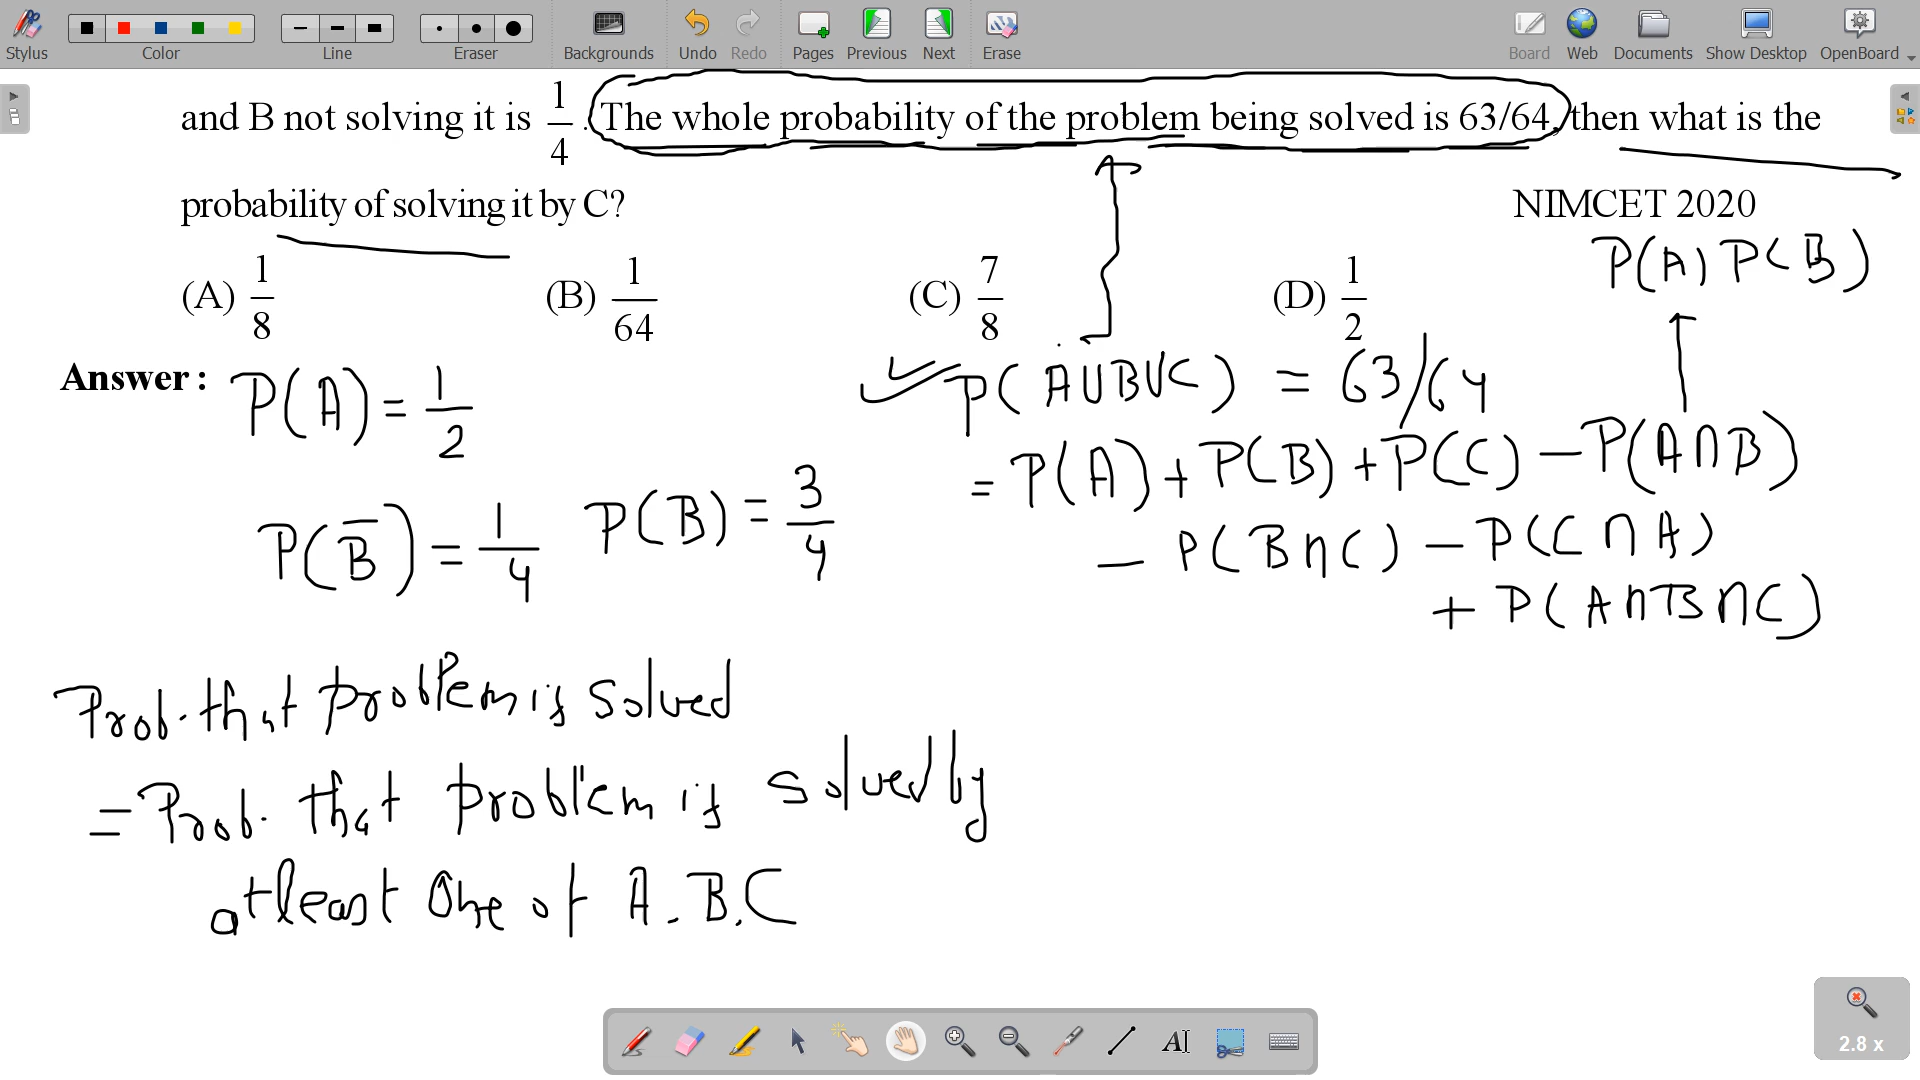 Stylus Color Line Eraser Backgrounds Undo Redo Pages Previous Next Erase Board Web Documents Show Desktop OpenBoard
and B not solving it is 1/4. The whole probability of the problem being solved is 63/64, then what is the
probability of solving it by C? NIMCET 2020
P(A) P(B)
(A) 1/8 (B) 1/64 (C) 7/8 (D) 1/2
Answer : P(A) = 1/2
P(B̅) = 1/4 P(B) = 3/4
P(A∪B∪C) = 63/64
= P(A) + P(B) + P(C) − P(A∩B)
− P(B∩C) − P(C∩A)
+ P(A∩B∩C)
Prob. that problem is solved
= Prob. that problem is solved by
atleast One of A, B, C
2.8 x